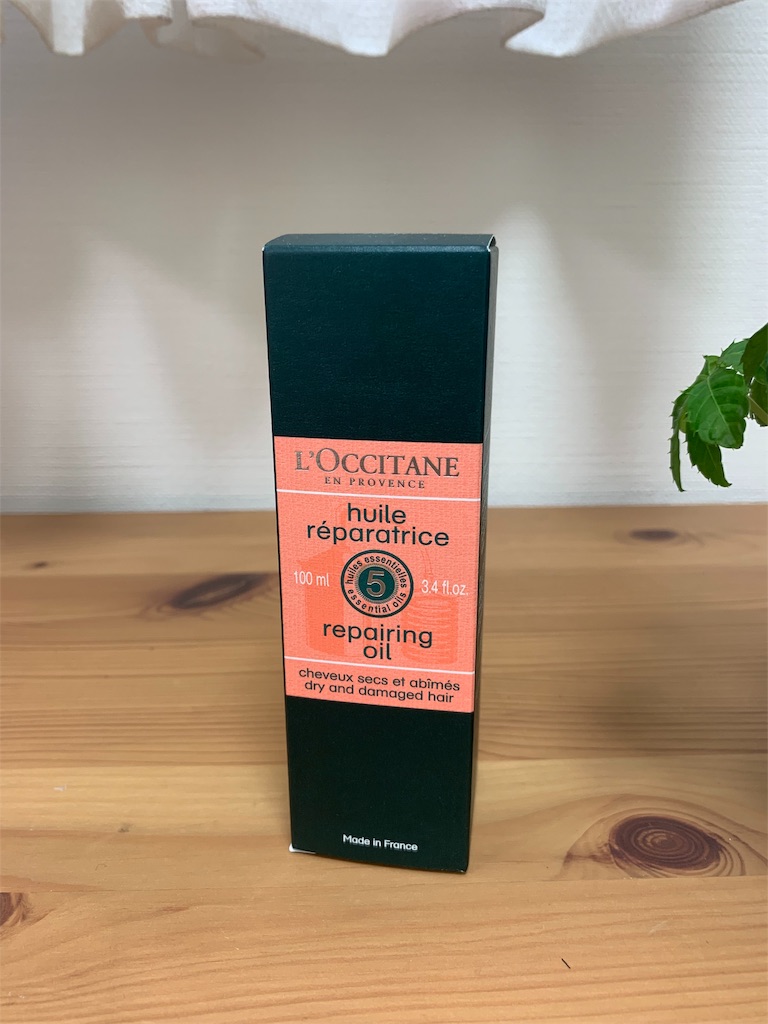 L'OCCITANE
EN PROVENCE
huile
réparatrice
100 ml
huiles essentielles
5
essential oils
3.4 fl.oz.
repairing
oil
cheveux secs et abîmés
dry and damaged hair
Made in France